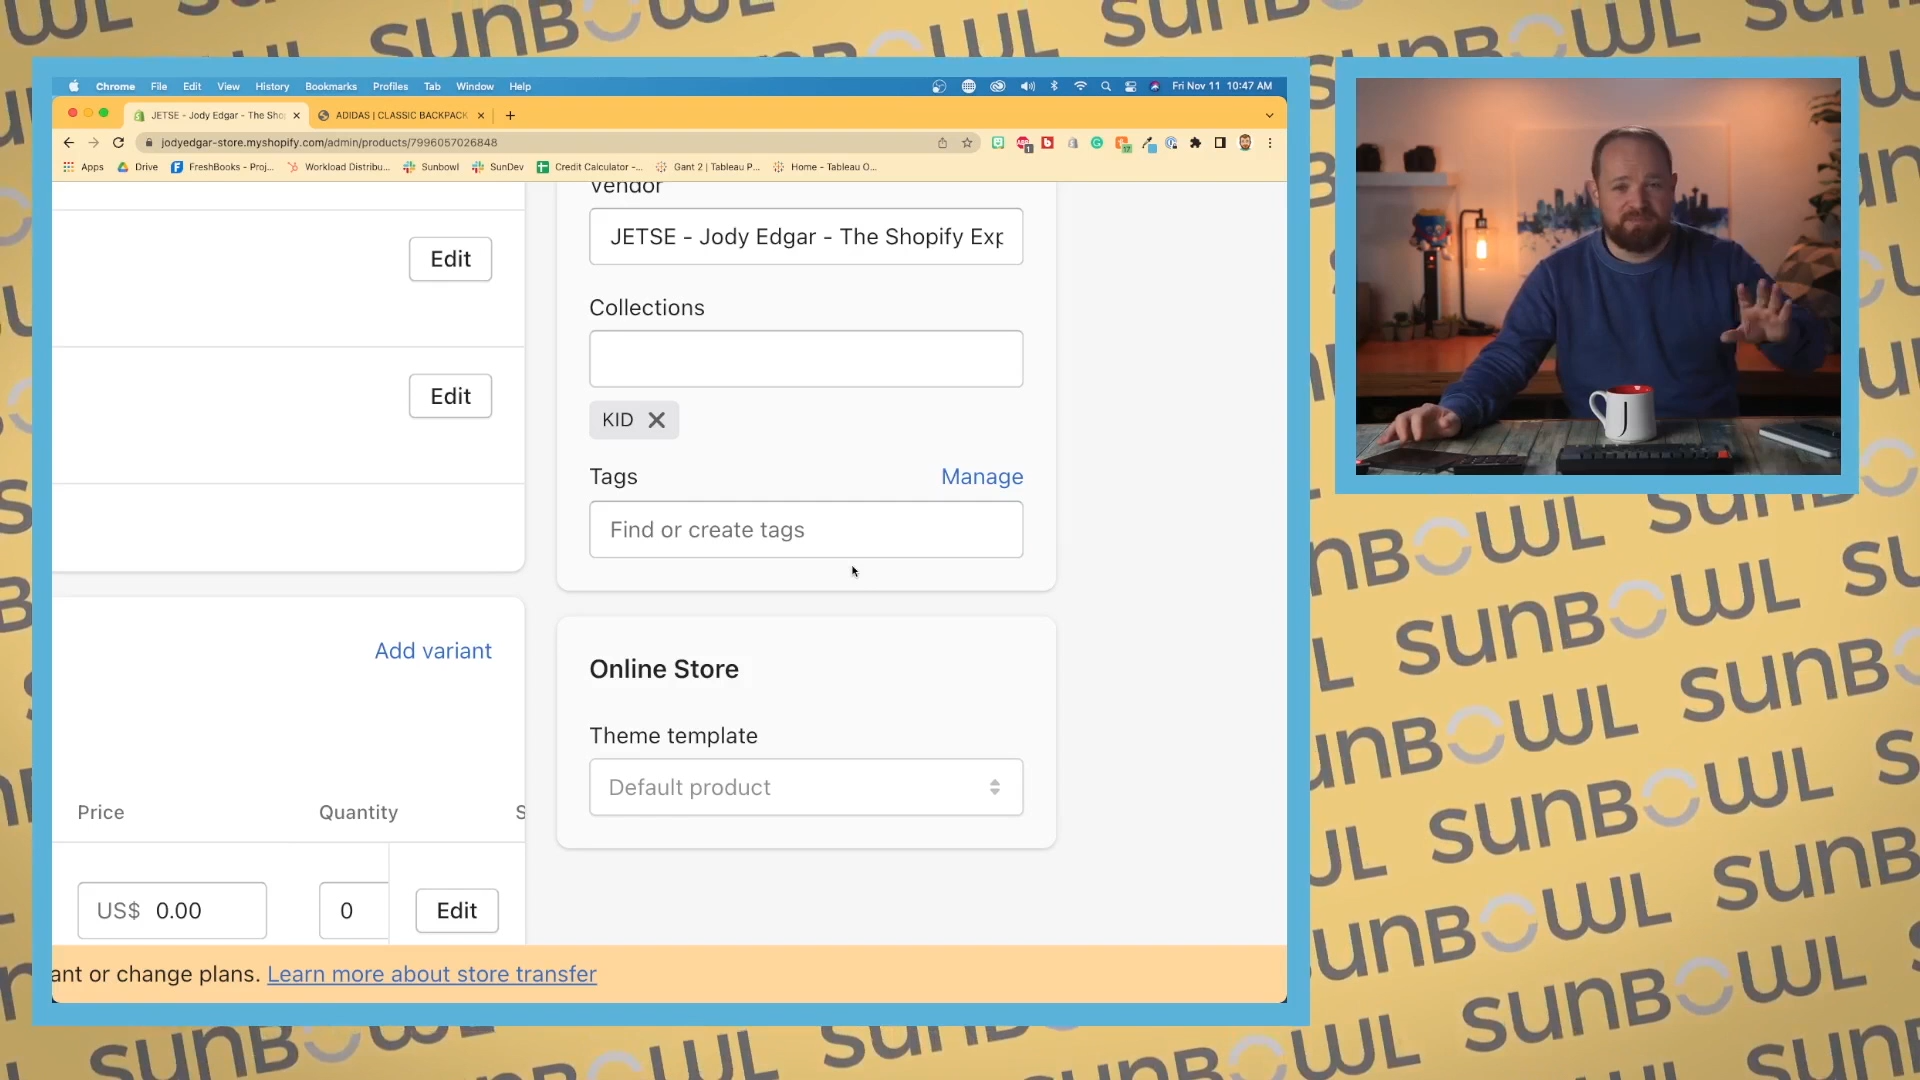 SUNBOWL
Chrome File Edit View History Bookmarks Profiles Tab Window Help
Fri Nov 11 10:47 AM
JETSE - Jody Edgar - The Sho
ADIDAS | CLASSIC BACKPACK
jodyedgar-store.myshopify.com/admin/products/7996057026848
Apps Drive FreshBooks - Proj... Workload Distribu... Sunbowl SunDev Credit Calculator -... Gant 2 | Tableau P... Home - Tableau O...
Vendor
JETSE - Jody Edgar - The Shopify Exp
Edit
Collections
Edit
KID
Tags Manage
Find or create tags
Add variant
Online Store
Theme template
Default product
Price Quantity S
US$ 0.00 0 Edit
ant or change plans. Learn more about store transfer
J